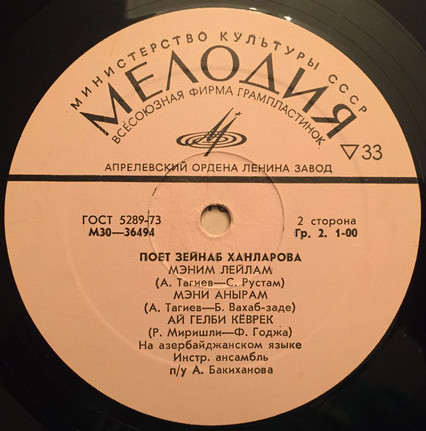 МИНИСТЕРСТВО КУЛЬТУРЫ СССР
МЕЛОДИЯ
ВСЕСОЮЗНАЯ ФИРМА ГРАМПЛАСТИНОК
▽33
АПРЕЛЕВСКИЙ ОРДЕНА ЛЕНИНА ЗАВОД
ГОСТ 5289-73
М30—36494
2 сторона
Гр. 2. 1-00
ПОЕТ ЗЕЙНАБ ХАНЛАРОВА
МЭНИМ ЛЕЙЛАМ
(А. Тагиев—С. Рустам)
МЭНИ АНЫРАМ
(А. Тагиев—Б. Вахаб-заде)
АЙ ГЕЛБИ КЁВРЕК
(Р. Миришли—Ф. Годжа)
На азербайджанском языке
Инстр. ансамбль
п/у А. Бакиханова